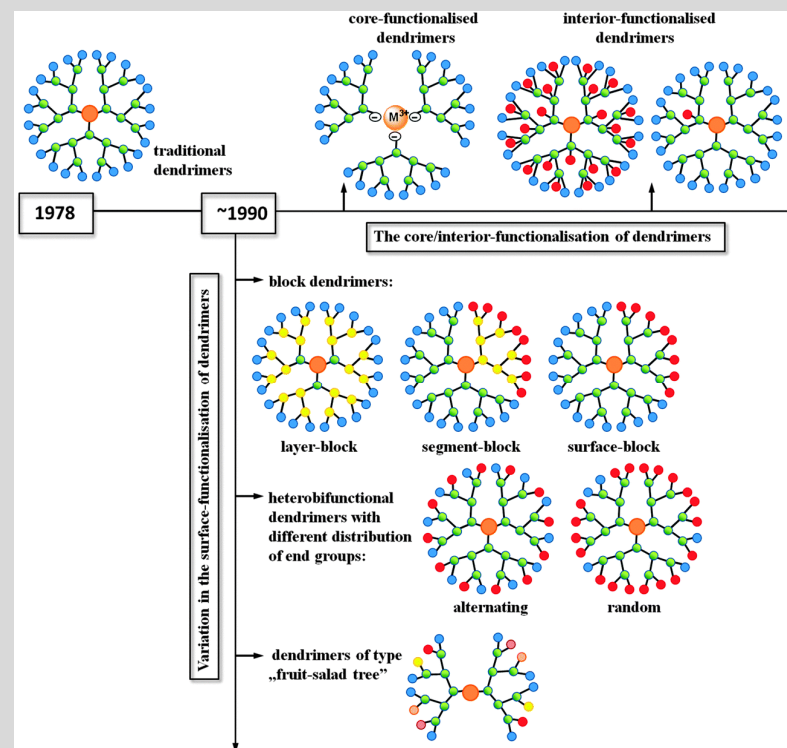 core-functionalised
dendrimers
interior-functionalised
dendrimers
M3+
traditional
dendrimers
1978
~1990
The core/interior-functionalisation of dendrimers
Variation in the surface-functionalisation of dendrimers
block dendrimers:
layer-block
segment-block
surface-block
heterobifunctional
dendrimers with
different distribution
of end groups:
alternating
random
dendrimers of type
„fruit-salad tree”